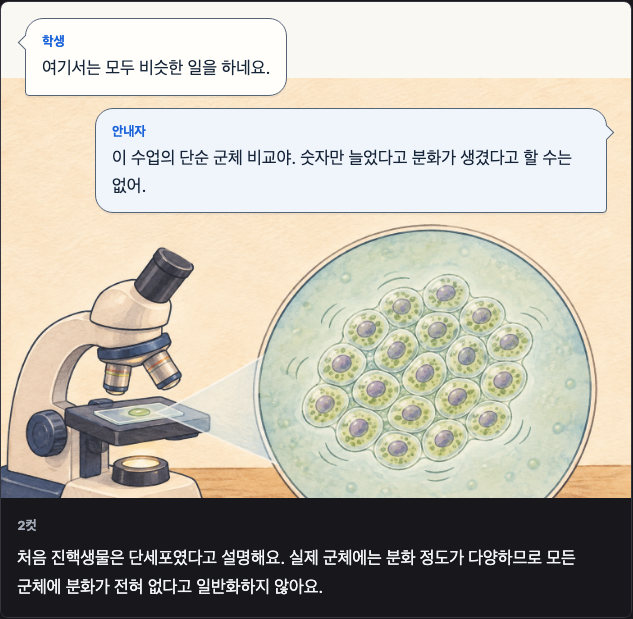 학생
여기서는 모두 비슷한 일을 하네요.
안내자
이 수업의 단순 군체 비교야. 숫자만 늘었다고 분화가 생겼다고 할 수는
없어.
2컷
처음 진핵생물은 단세포였다고 설명해요. 실제 군체에는 분화 정도가 다양하므로 모든
군체에 분화가 전혀 없다고 일반화하지 않아요.